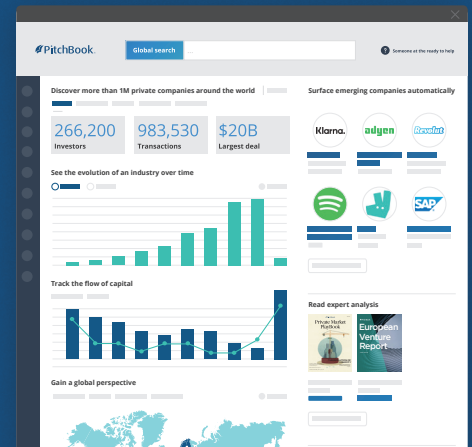 PitchBook
Global search
? Someone at the ready to help
Discover more than 1M private companies around the world
266,200
Investors
983,530
Transactions
$20B
Largest deal
See the evolution of an industry over time
Track the flow of capital
Gain a global perspective
Surface emerging companies automatically
Klarna.
adyen
Revolut
SAP
Read expert analysis
Private Market
PlayBook
European
Venture
Report